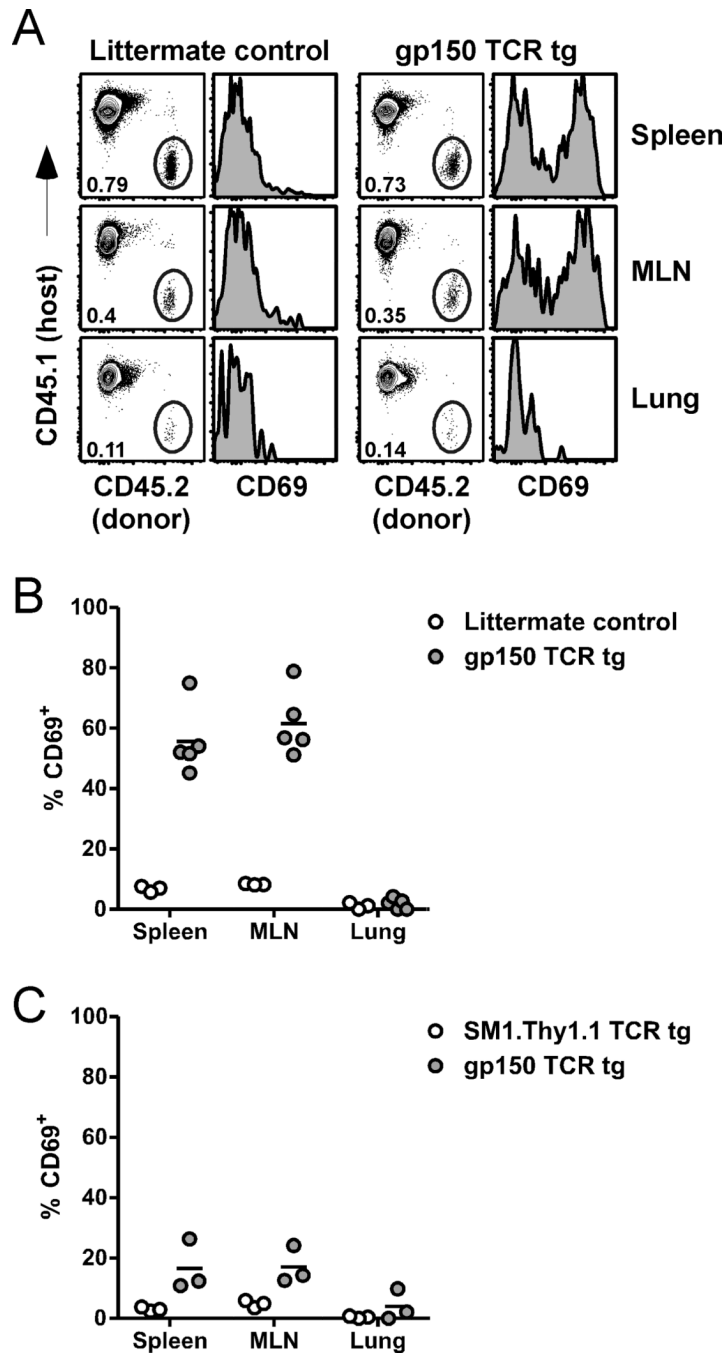 A
Littermate control gp150 TCR tg
0.79 0.73 Spleen
0.4 0.35 MLN
0.11 0.14 Lung
CD45.1 (host)
CD45.2 CD69 CD45.2 CD69
(donor) (donor)
B
100
80
60
40
20
0
% CD69+
Spleen MLN Lung
Littermate control
gp150 TCR tg
C
100
80
60
40
20
0
% CD69+
Spleen MLN Lung
SM1.Thy1.1 TCR tg
gp150 TCR tg